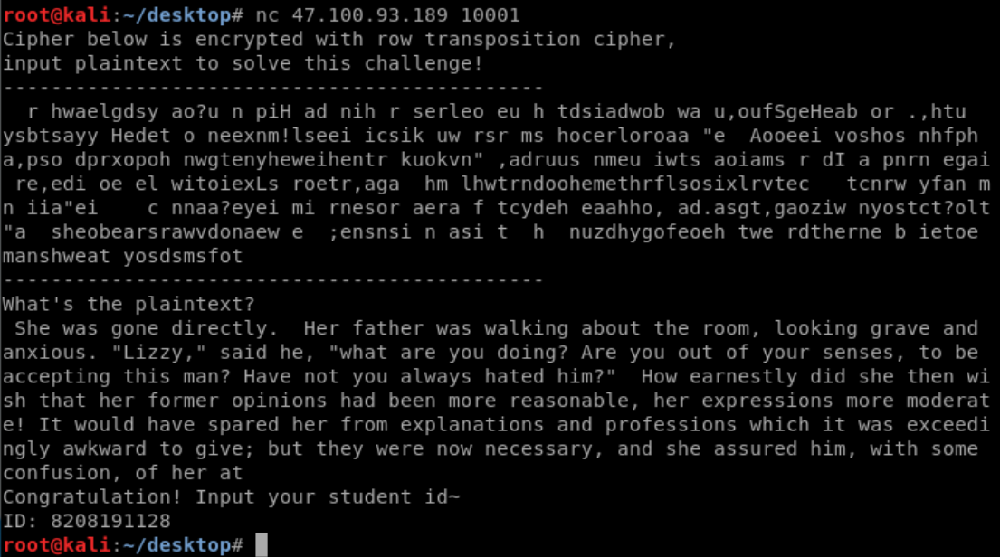 root@kali:~/desktop# nc 47.100.93.189 10001
Cipher below is encrypted with row transposition cipher,
input plaintext to solve this challenge!
---------------------------------------------
  r hwaelgdsy ao?u n piH ad nih r serleo eu h tdsiadwob wa u,oufSgeHeab or .,htu
ysbtsayy Hedet o neexnm!lseei icsik uw rsr ms hocerloroaa "e  Aooeei voshos nhfph
a,pso dprxopoh nwgtenyheweihentr kuokvn" ,adruus nmeu iwts aoiams r dI a pnrn egai
 re,edi oe el witoiexLs roetr,aga  hm lhwtrndoohemethrflsosixlrvtec   tcnrw yfan m
n iia"ei    c nnaa?eyei mi rnesor aera f tcydeh eaahho, ad.asgt,gaoziw nyostct?olt
"a  sheobearsrawvdonaew e  ;ensnsi n asi t  h  nuzdhygofeoeh twe rdtherne b ietoe
manshweat yosdsmsfot
---------------------------------------------
What's the plaintext?
 She was gone directly.  Her father was walking about the room, looking grave and
anxious. "Lizzy," said he, "what are you doing? Are you out of your senses, to be
accepting this man? Have not you always hated him?"  How earnestly did she then wi
sh that her former opinions had been more reasonable, her expressions more moderat
e! It would have spared her from explanations and professions which it was exceedi
ngly awkward to give; but they were now necessary, and she assured him, with some
confusion, of her at
Congratulation! Input your student id~
ID: 8208191128
root@kali:~/desktop#